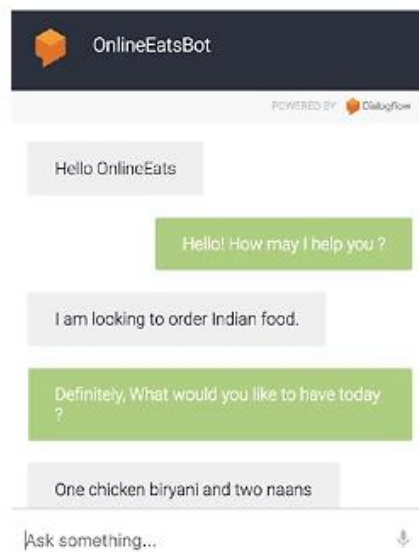 OnlineEatsBot
POWERED BY Dialogflow
Hello OnlineEats
Hello! How may I help you ?
I am looking to order Indian food.
Definitely, What would you like to have today
?
One chicken biryani and two naans
Ask something...